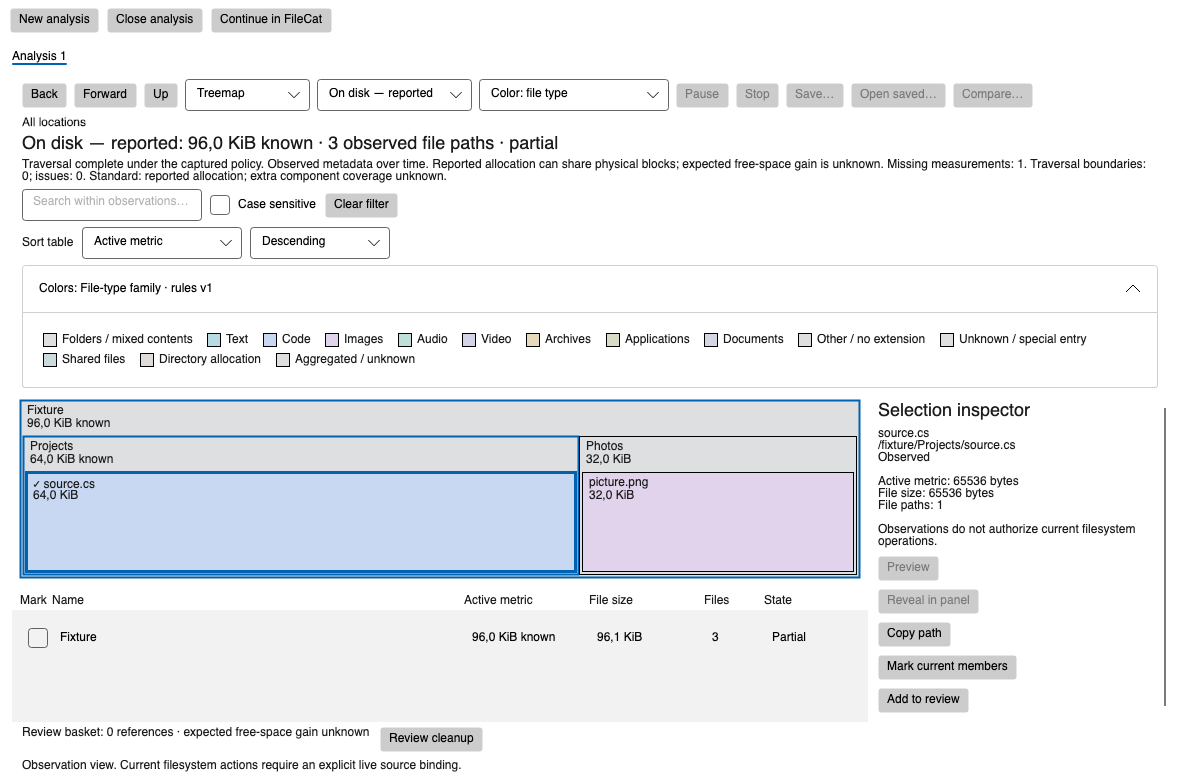 New analysis Close analysis Continue in FileCat
Analysis 1
Back Forward Up Treemap On disk — reported Color: file type Pause Stop Save... Open saved... Compare...
All locations
On disk — reported: 96,0 KiB known · 3 observed file paths · partial
Traversal complete under the captured policy. Observed metadata over time. Reported allocation can share physical blocks; expected free-space gain is unknown. Missing measurements: 1. Traversal boundaries:
0; issues: 0. Standard: reported allocation; extra component coverage unknown.
Search within observations... Case sensitive Clear filter
Sort table Active metric Descending
Colors: File-type family · rules v1
Folders / mixed contents Text Code Images Audio Video Archives Applications Documents Other / no extension Unknown / special entry
Shared files Directory allocation Aggregated / unknown
Fixture
96,0 KiB known
Projects
64,0 KiB known
✓ source.cs
64,0 KiB
Photos
32,0 KiB
picture.png
32,0 KiB
Selection inspector
source.cs
/fixture/Projects/source.cs
Observed
Active metric: 65536 bytes
File size: 65536 bytes
File paths: 1
Observations do not authorize current filesystem
operations.
Preview
Reveal in panel
Copy path
Mark current members
Add to review
Mark Name Active metric File size Files State
Fixture 96,0 KiB known 96,1 KiB 3 Partial
Review basket: 0 references · expected free-space gain unknown Review cleanup
Observation view. Current filesystem actions require an explicit live source binding.